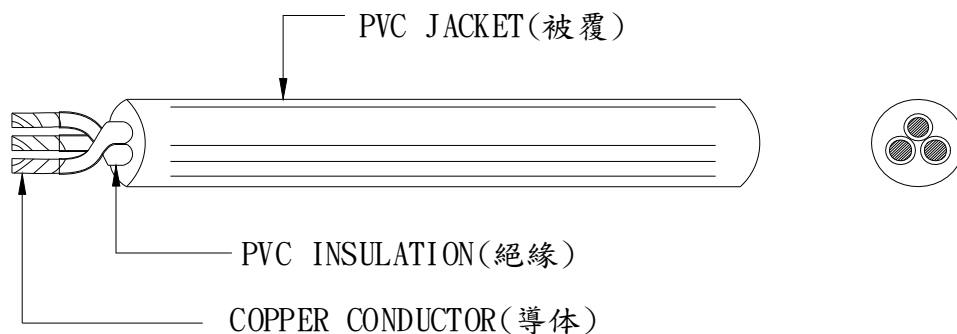 PVC JACKET(被覆)
PVC INSULATION(絕緣)
COPPER CONDUCTOR(導体)